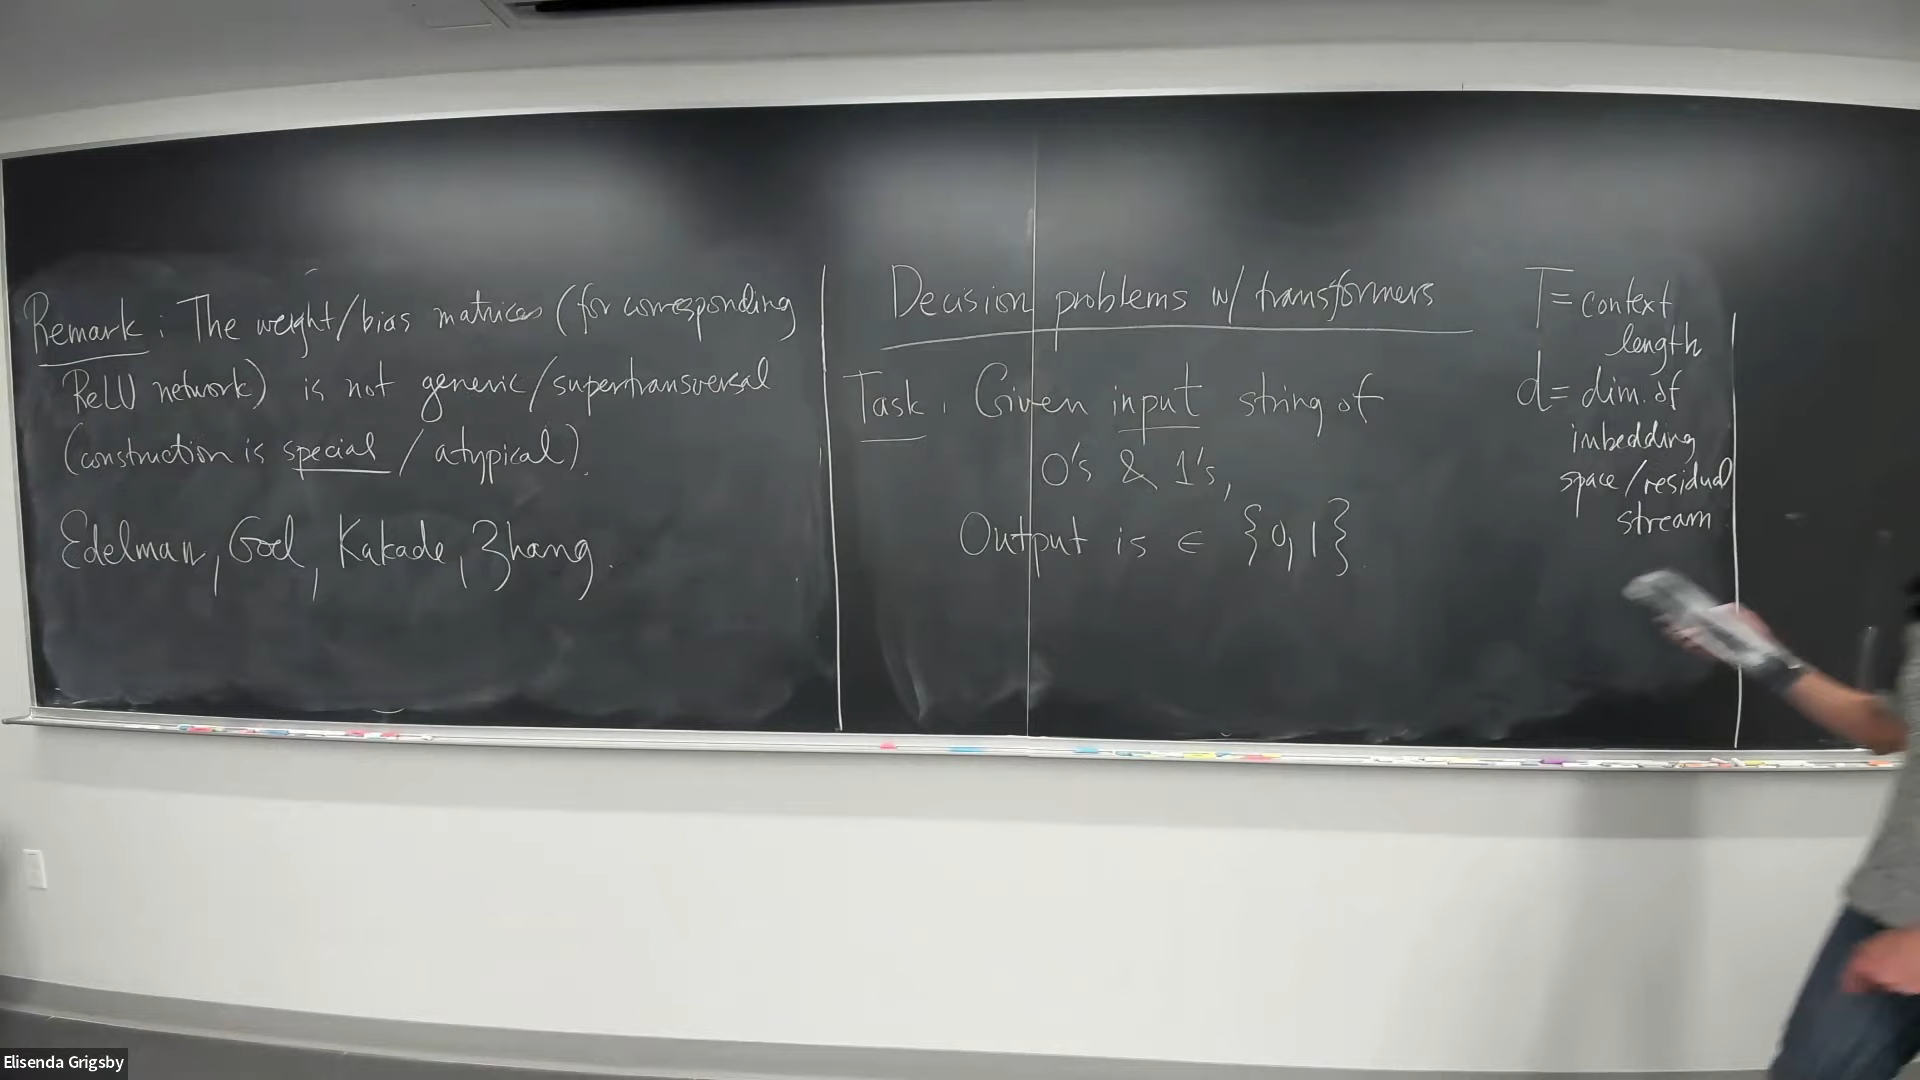 Remark: The weight/bias matrices (for corresponding
ReLU network) is not generic/supertransversal
(construction is special / atypical).
Edelman, Goel, Kakade, Zhang.
Decision problems w/ transformers
Task: Given input string of
0's & 1's,
Output is ∈ {0,1}.
T = context
length
d = dim. of
imbedding
space/residual
stream
Elisenda Grigsby